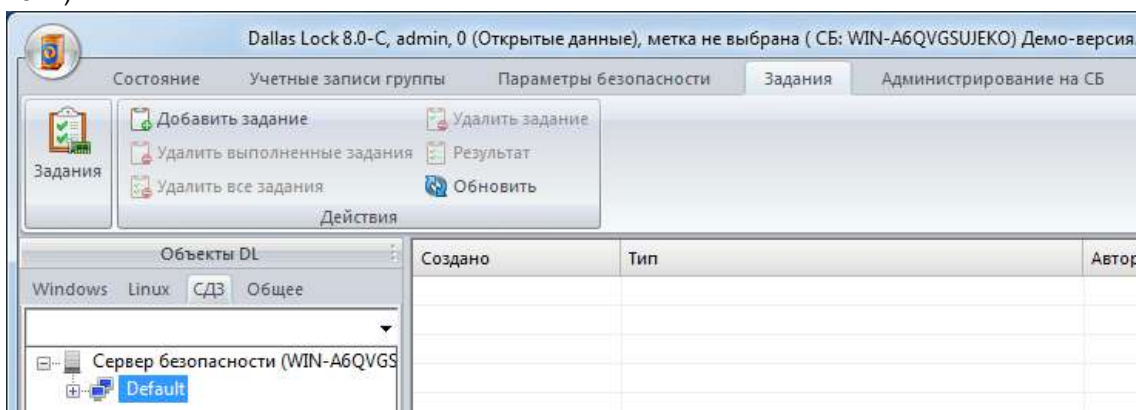 Dallas Lock 8.0-C, admin, 0 (Открытые данные), метка не выбрана ( СБ: WIN-A6QVGSUJEKO) Демо-версия
Состояние Учетные записи группы Параметры безопасности Задания Администрирование на СБ
Задания
Добавить задание Удалить задание
Удалить выполненные задания Результат
Удалить все задания Обновить
Действия
Объекты DL
Windows Linux СДЗ Общее
Сервер безопасности (WIN-A6QVGS
Default
Создано Тип Автор